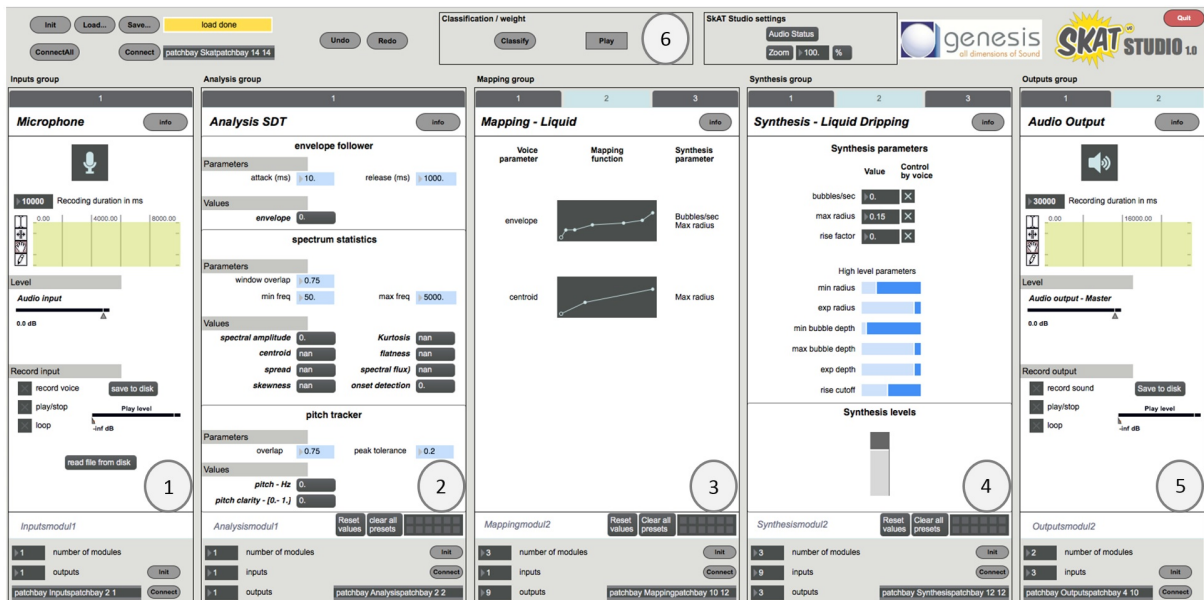 Init Load... Save... load done
ConnectAll Connect patchbay Skatpatchbay 14 14
Undo Redo
Classification / weight
Classify Play 6
SkAT Studio settings
Audio Status
Zoom 100. %
genesis
all dimensions of Sound
SKAT STUDIO 1.0
Quit
Inputs group
1
Microphone info
10000 Recoding duration in ms
0.00 4000.00 8000.00
Level
Audio input
0.0 dB
Record input
record voice save to disk
play/stop Play level
loop -inf dB
read file from disk
1
Inputsmodul1
1 number of modules
1 outputs Init
patchbay Inputspatchbay 2 1 Connect
Analysis group
1
Analysis SDT info
envelope follower
Parameters
attack (ms) 10. release (ms) 1000.
Values
envelope 0.
spectrum statistics
Parameters
window overlap 0.75
min freq 50. max freq 5000.
Values
spectral amplitude 0. Kurtosis nan
centroid nan flatness nan
spread nan spectral flux) nan
skewness nan onset detection 0.
pitch tracker
Parameters
overlap 0.75 peak tolerance 0.2
Values
pitch - Hz 0.
pitch clarity - [0.- 1.] 0.
2
Analysismodul1 Reset values clear all presets
1 number of modules Init
1 inputs Connect
1 outputs patchbay Analysispatchbay 2 2
Mapping group
1 2 3
Mapping - Liquid info
Voice parameter Mapping function Synthesis parameter
envelope Bubbles/sec
Max radius
centroid Max radius
3
Mappingmodul2 Reset values Clear all presets
3 number of modules Init
1 inputs Connect
9 outputs patchbay Mappingpatchbay 10 12
Synthesis group
1 2 3
Synthesis - Liquid Dripping info
Synthesis parameters
Value Control by voice
bubbles/sec 0.
max radius 0.15
rise factor 0.
High level parameters
min radius
exp radius
min bubble depth
max bubble depth
exp depth
rise cutoff
Synthesis levels
4
Synthesismodul2 Reset values Clear all presets
3 number of modules Init
9 inputs Connect
3 outputs patchbay Synthesispatchbay 12 12
Outputs group
1 2
Audio Output info
30000 Recording duration in ms
0.00 16000.00
Level
Audio output - Master
0.0 dB
Record output
record sound Save to disk
play/stop Play level
loop -inf dB
5
Outputsmodul2
2 number of modules
3 inputs Init
patchbay Outputspatchbay 4 10 Connect